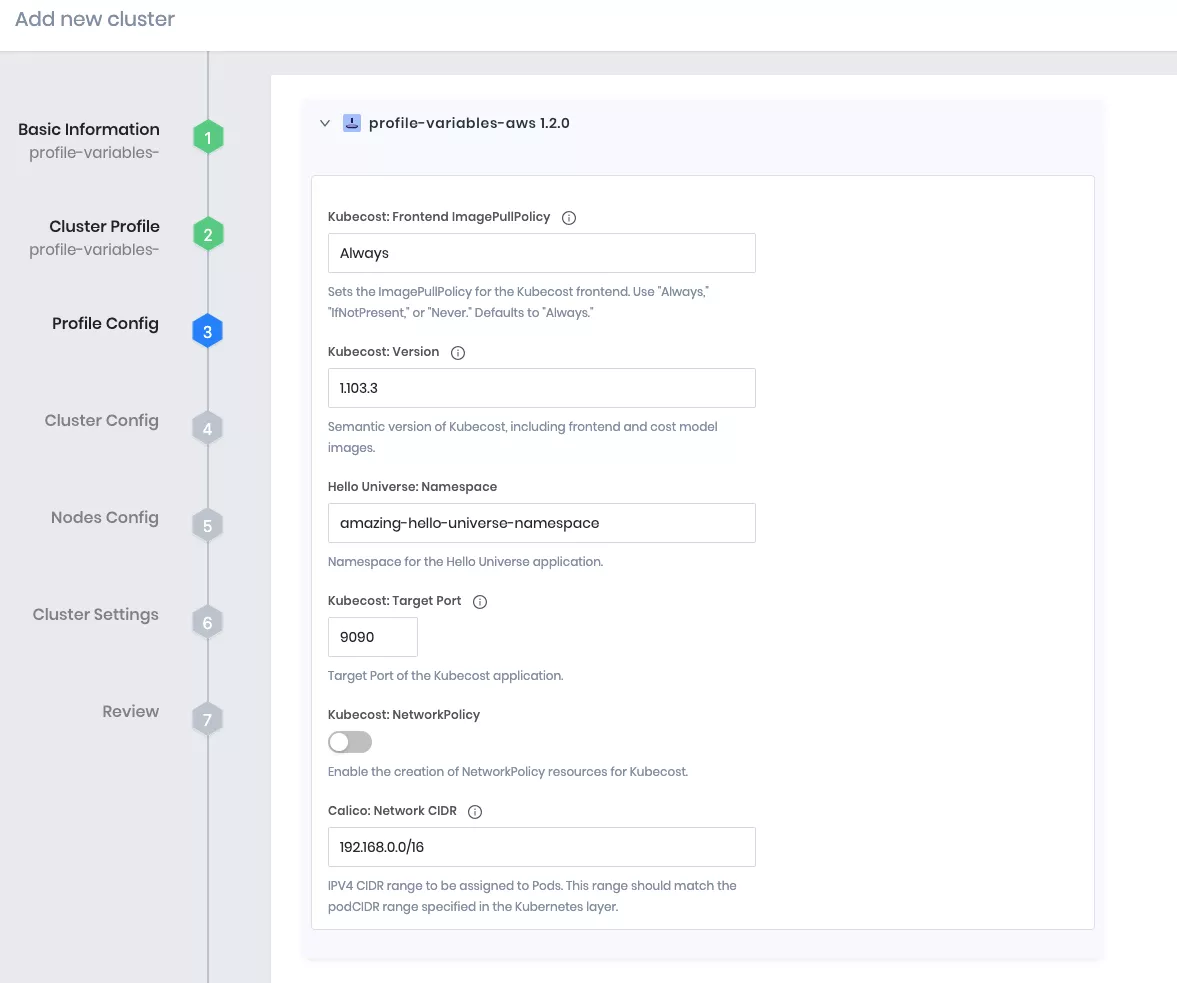 Add new cluster
Basic Information
profile-variables-
1
Cluster Profile
profile-variables-
2
Profile Config
3
Cluster Config
4
Nodes Config
5
Cluster Settings
6
Review
7
profile-variables-aws 1.2.0
Kubecost: Frontend ImagePullPolicy
Always
Sets the ImagePullPolicy for the Kubecost frontend. Use "Always,"
"IfNotPresent," or "Never." Defaults to "Always."
Kubecost: Version
1.103.3
Semantic version of Kubecost, including frontend and cost model
images.
Hello Universe: Namespace
amazing-hello-universe-namespace
Namespace for the Hello Universe application.
Kubecost: Target Port
9090
Target Port of the Kubecost application.
Kubecost: NetworkPolicy
Enable the creation of NetworkPolicy resources for Kubecost.
Calico: Network CIDR
192.168.0.0/16
IPV4 CIDR range to be assigned to Pods. This range should match the
podCIDR range specified in the Kubernetes layer.